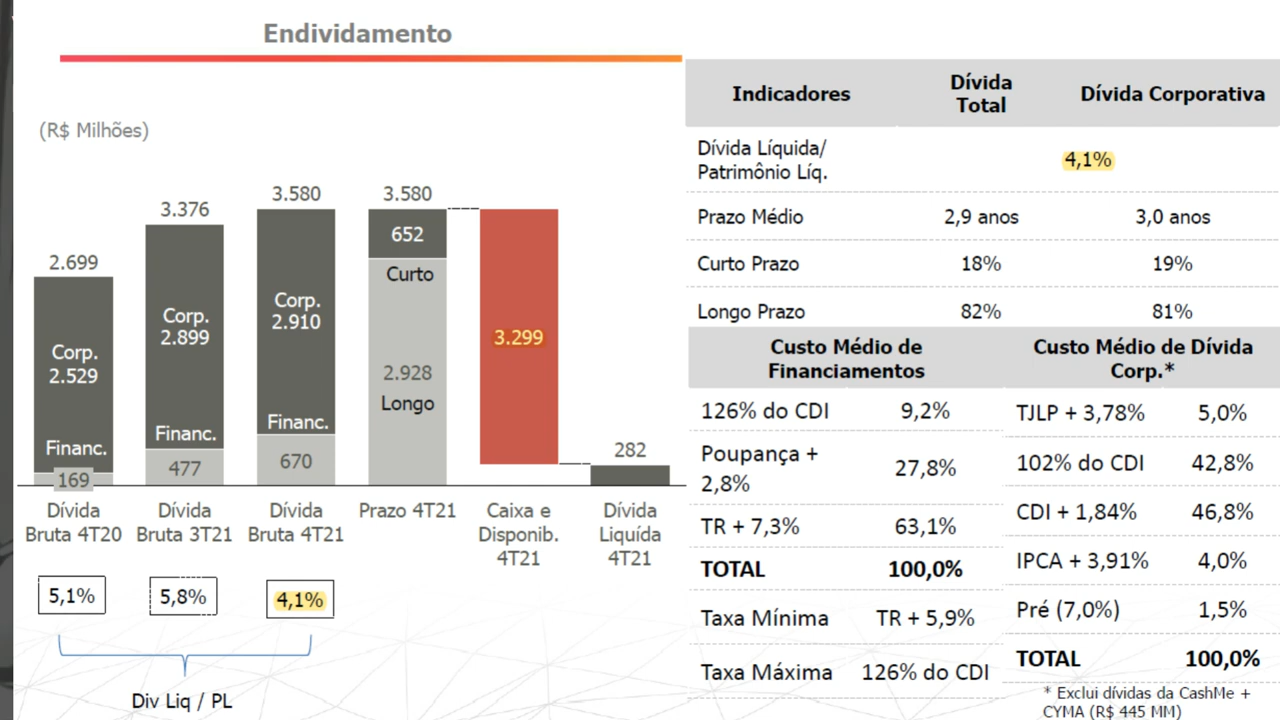 Endividamento
(R$ Milhões)
2.699
3.376
3.580
3.580
Corp.
2.529
Financ.
169
Corp.
2.899
Financ.
477
Corp.
2.910
Financ.
670
652
Curto
2.928
Longo
3.299
282
Dívida
Bruta 4T20
Dívida
Bruta 3T21
Dívida
Bruta 4T21
Prazo 4T21
Caixa e
Disponib.
4T21
Dívida
Liquída
4T21
5,1%
5,8%
4,1%
Div Liq / PL
Indicadores
Dívida
Total
Dívida Corporativa
Dívida Líquida/
Patrimônio Líq.
4,1%
Prazo Médio 2,9 anos 3,0 anos
Curto Prazo 18% 19%
Longo Prazo 82% 81%
Custo Médio de
Financiamentos
126% do CDI 9,2%
Poupança +
2,8%
27,8%
TR + 7,3% 63,1%
TOTAL 100,0%
Taxa Mínima TR + 5,9%
Taxa Máxima 126% do CDI
Custo Médio de Dívida
Corp.*
TJLP + 3,78% 5,0%
102% do CDI 42,8%
CDI + 1,84% 46,8%
IPCA + 3,91% 4,0%
Pré (7,0%) 1,5%
TOTAL 100,0%
* Exclui dívidas da CashMe +
CYMA (R$ 445 MM)